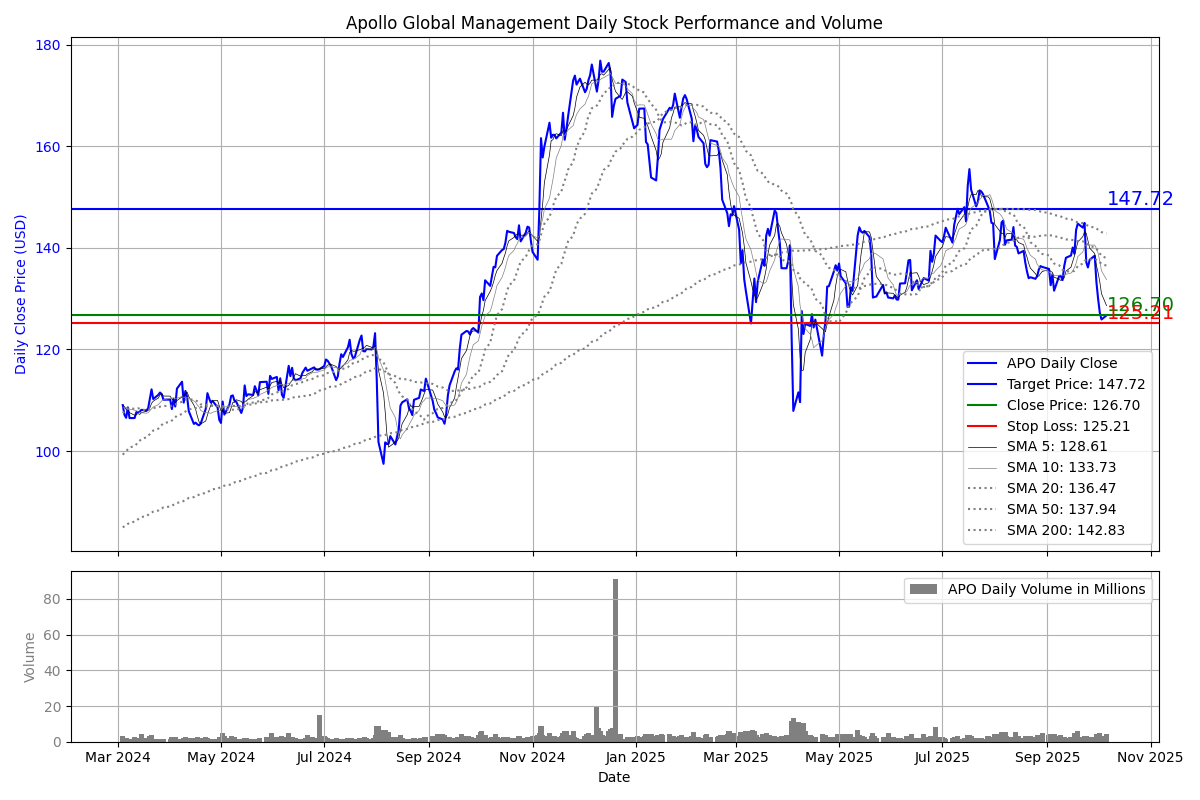 Apollo Global Management Daily Stock Performance and Volume
Daily Close Price (USD)
180
160
140
120
100
147.72
126.70
125.21
APO Daily Close
Target Price: 147.72
Close Price: 126.70
Stop Loss: 125.21
SMA 5: 128.61
SMA 10: 133.73
SMA 20: 136.47
SMA 50: 137.94
SMA 200: 142.83
Volume
80
60
40
20
0
APO Daily Volume in Millions
Mar 2024 May 2024 Jul 2024 Sep 2024 Nov 2024 Jan 2025 Mar 2025 May 2025 Jul 2025 Sep 2025 Nov 2025
Date